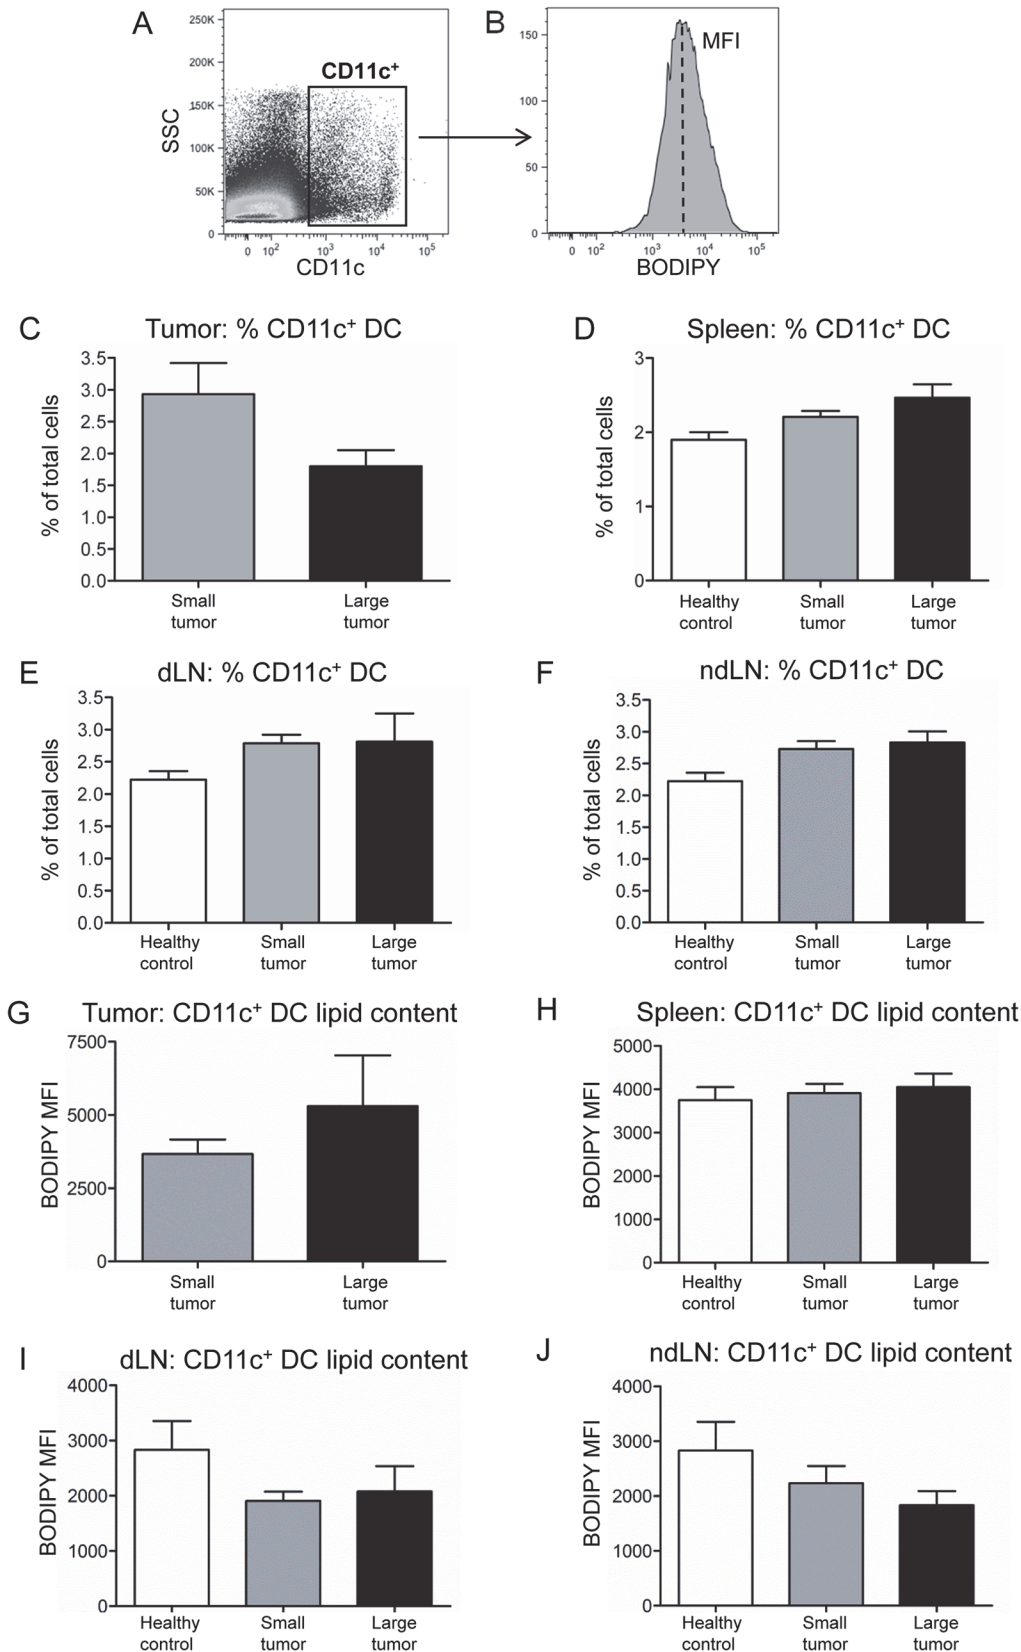 A
250K
200K
150K
100K
50K
0
SSC
CD11c⁺
0 10² 10³ 10⁴ 10⁵
CD11c
B
150
100
50
0
MFI
0 10² 10³ 10⁴ 10⁵
BODIPY
C
Tumor: % CD11c⁺ DC
% of total cells
3.5
3.0
2.5
2.0
1.5
1.0
0.5
0.0
Small tumor
Large tumor
D
Spleen: % CD11c⁺ DC
% of total cells
3
2
1
0
Healthy control
Small tumor
Large tumor
E
dLN: % CD11c⁺ DC
% of total cells
3.5
3.0
2.5
2.0
1.5
1.0
0.5
0.0
Healthy control
Small tumor
Large tumor
F
ndLN: % CD11c⁺ DC
% of total cells
3.5
3.0
2.5
2.0
1.5
1.0
0.5
0.0
Healthy control
Small tumor
Large tumor
G
Tumor: CD11c⁺ DC lipid content
BODIPY MFI
7500
5000
2500
0
Small tumor
Large tumor
H
Spleen: CD11c⁺ DC lipid content
BODIPY MFI
5000
4000
3000
2000
1000
0
Healthy control
Small tumor
Large tumor
I
dLN: CD11c⁺ DC lipid content
BODIPY MFI
4000
3000
2000
1000
0
Healthy control
Small tumor
Large tumor
J
ndLN: CD11c⁺ DC lipid content
BODIPY MFI
4000
3000
2000
1000
0
Healthy control
Small tumor
Large tumor